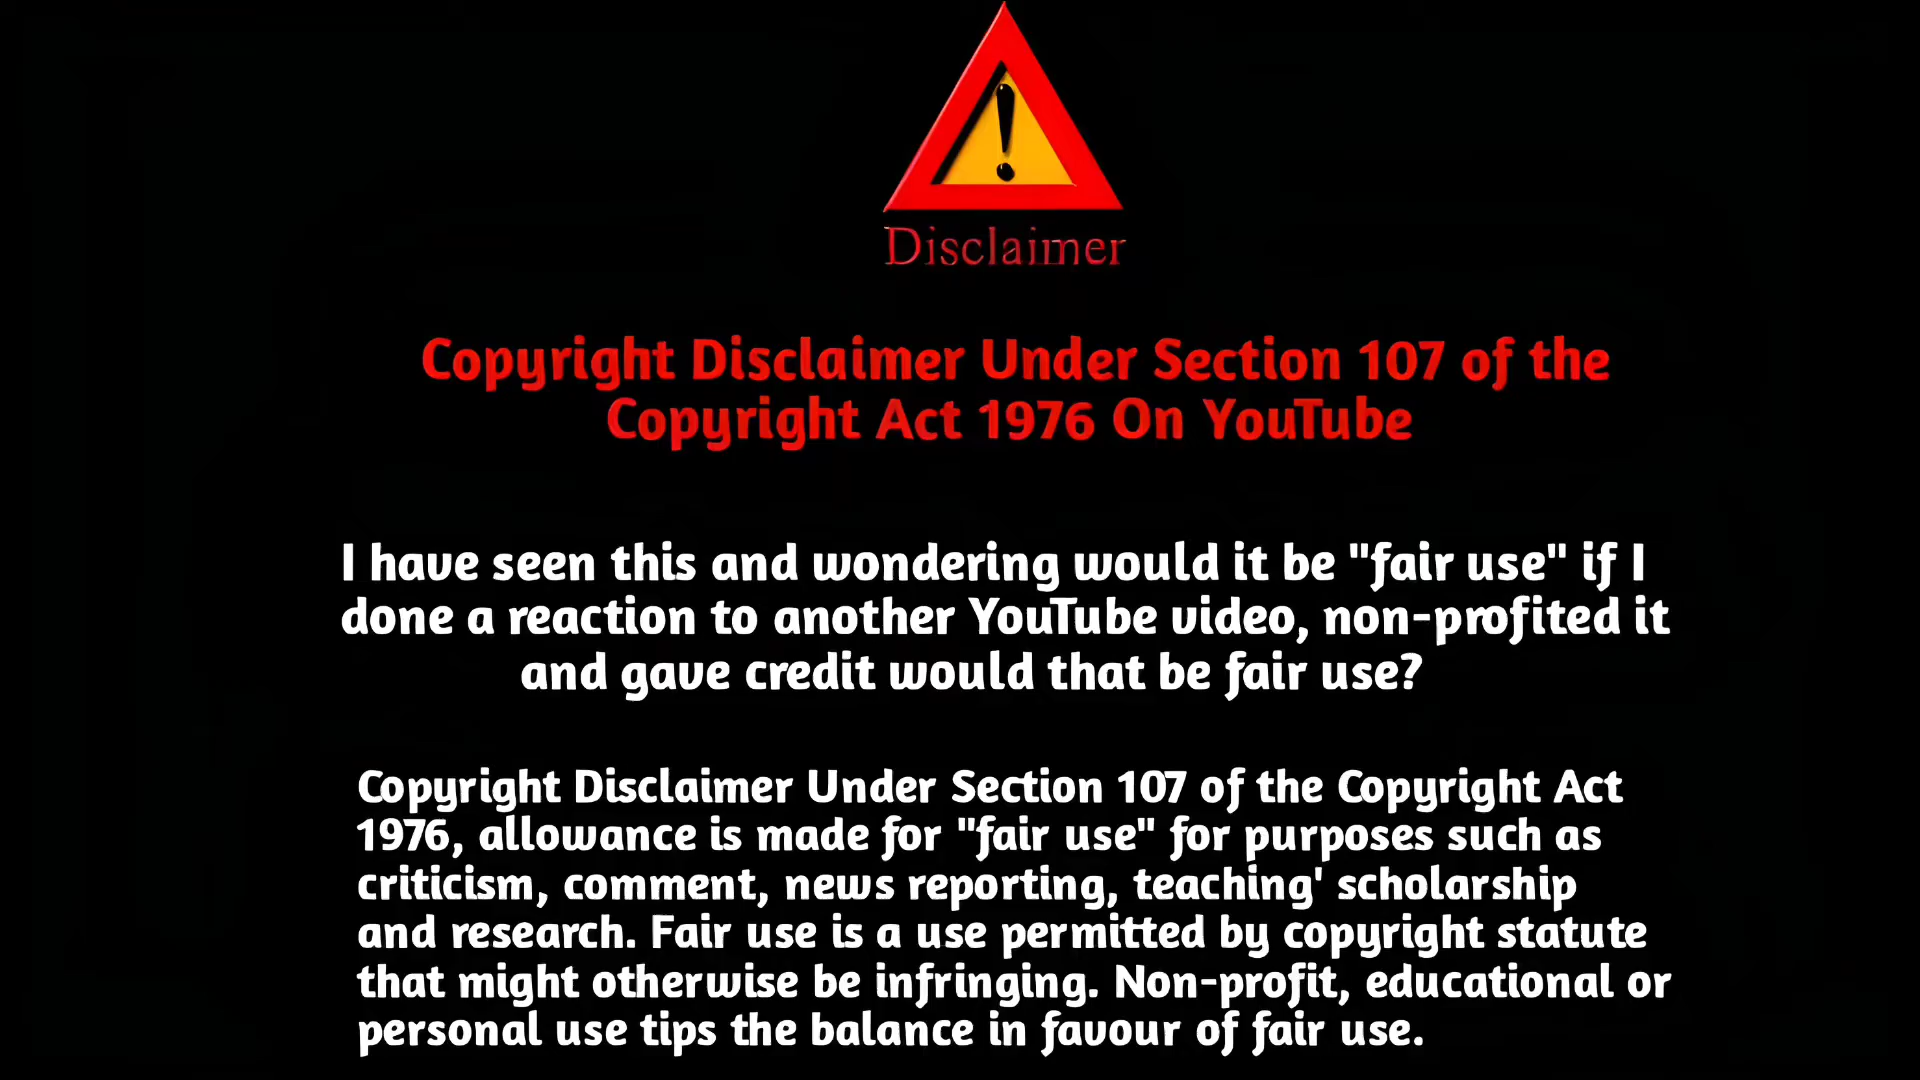 Disclaimer
Copyright Disclaimer Under Section 107 of the
Copyright Act 1976 On YouTube
I have seen this and wondering would it be "fair use" if I
done a reaction to another YouTube video, non-profited it
and gave credit would that be fair use?
Copyright Disclaimer Under Section 107 of the Copyright Act
1976, allowance is made for "fair use" for purposes such as
criticism, comment, news reporting, teaching' scholarship
and research. Fair use is a use permitted by copyright statute
that might otherwise be infringing. Non-profit, educational or
personal use tips the balance in favour of fair use.